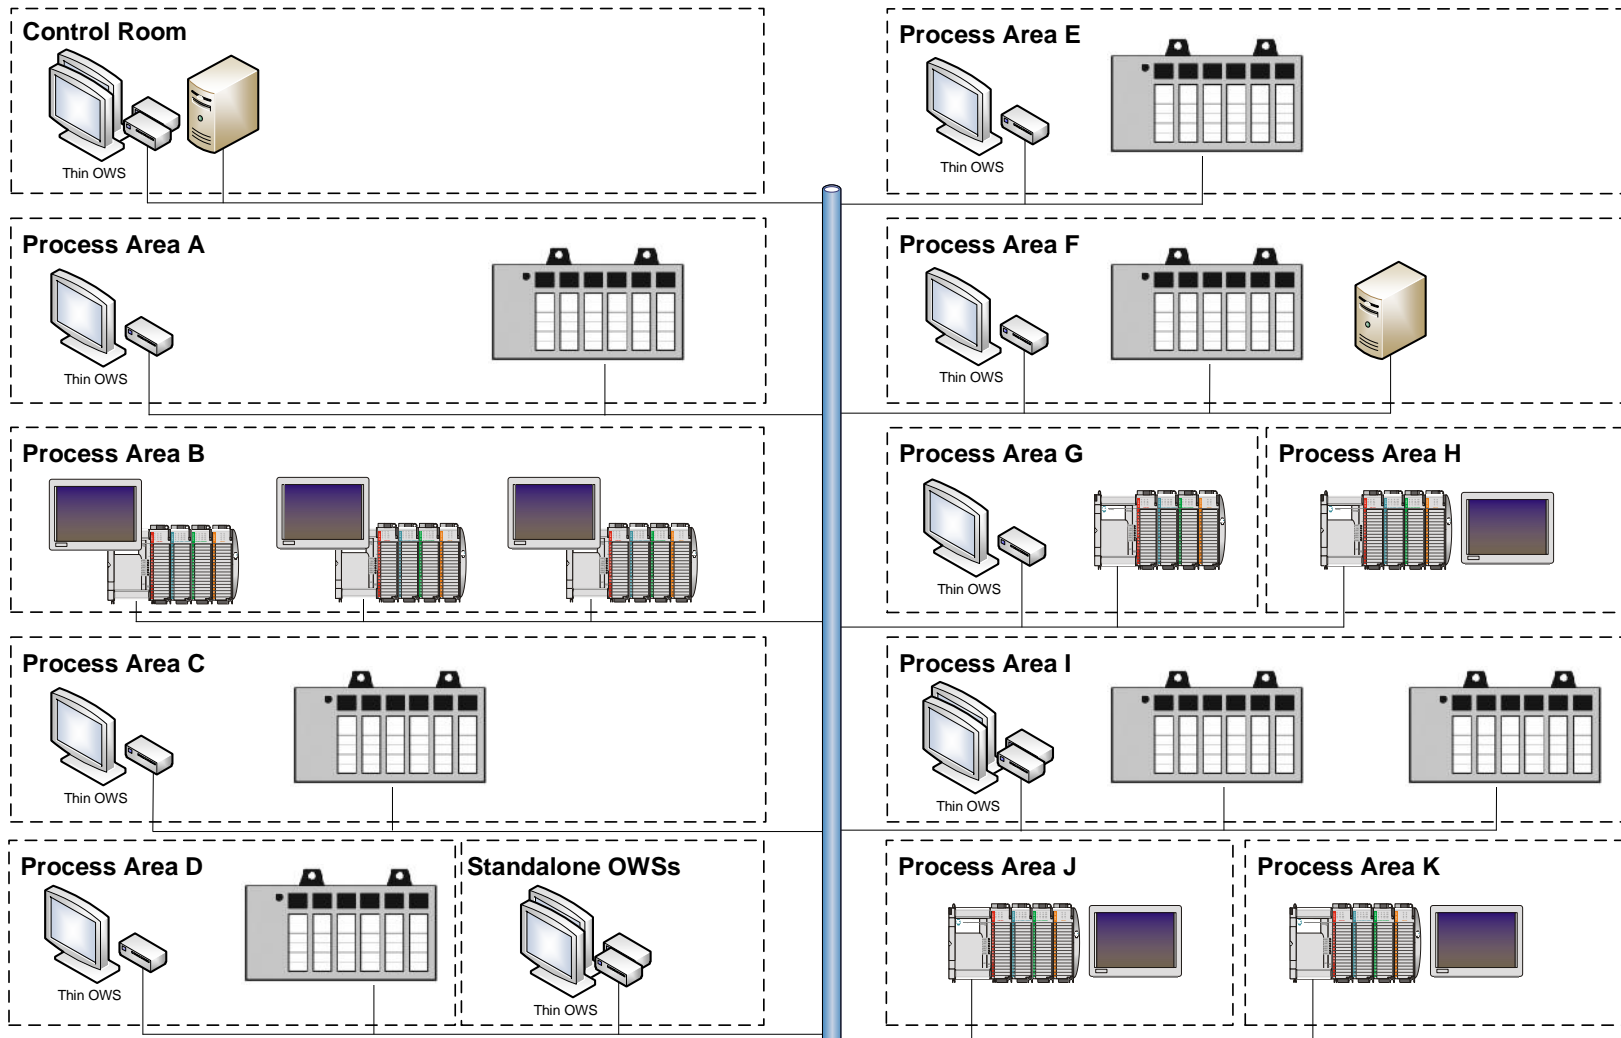 Control Room
Thin OWS
Process Area A
Thin OWS
Process Area B
Process Area C
Thin OWS
Process Area D
Thin OWS
Standalone OWSs
Thin OWS
Process Area E
Thin OWS
Process Area F
Thin OWS
Process Area G
Thin OWS
Process Area H
Process Area I
Thin OWS
Process Area J
Process Area K